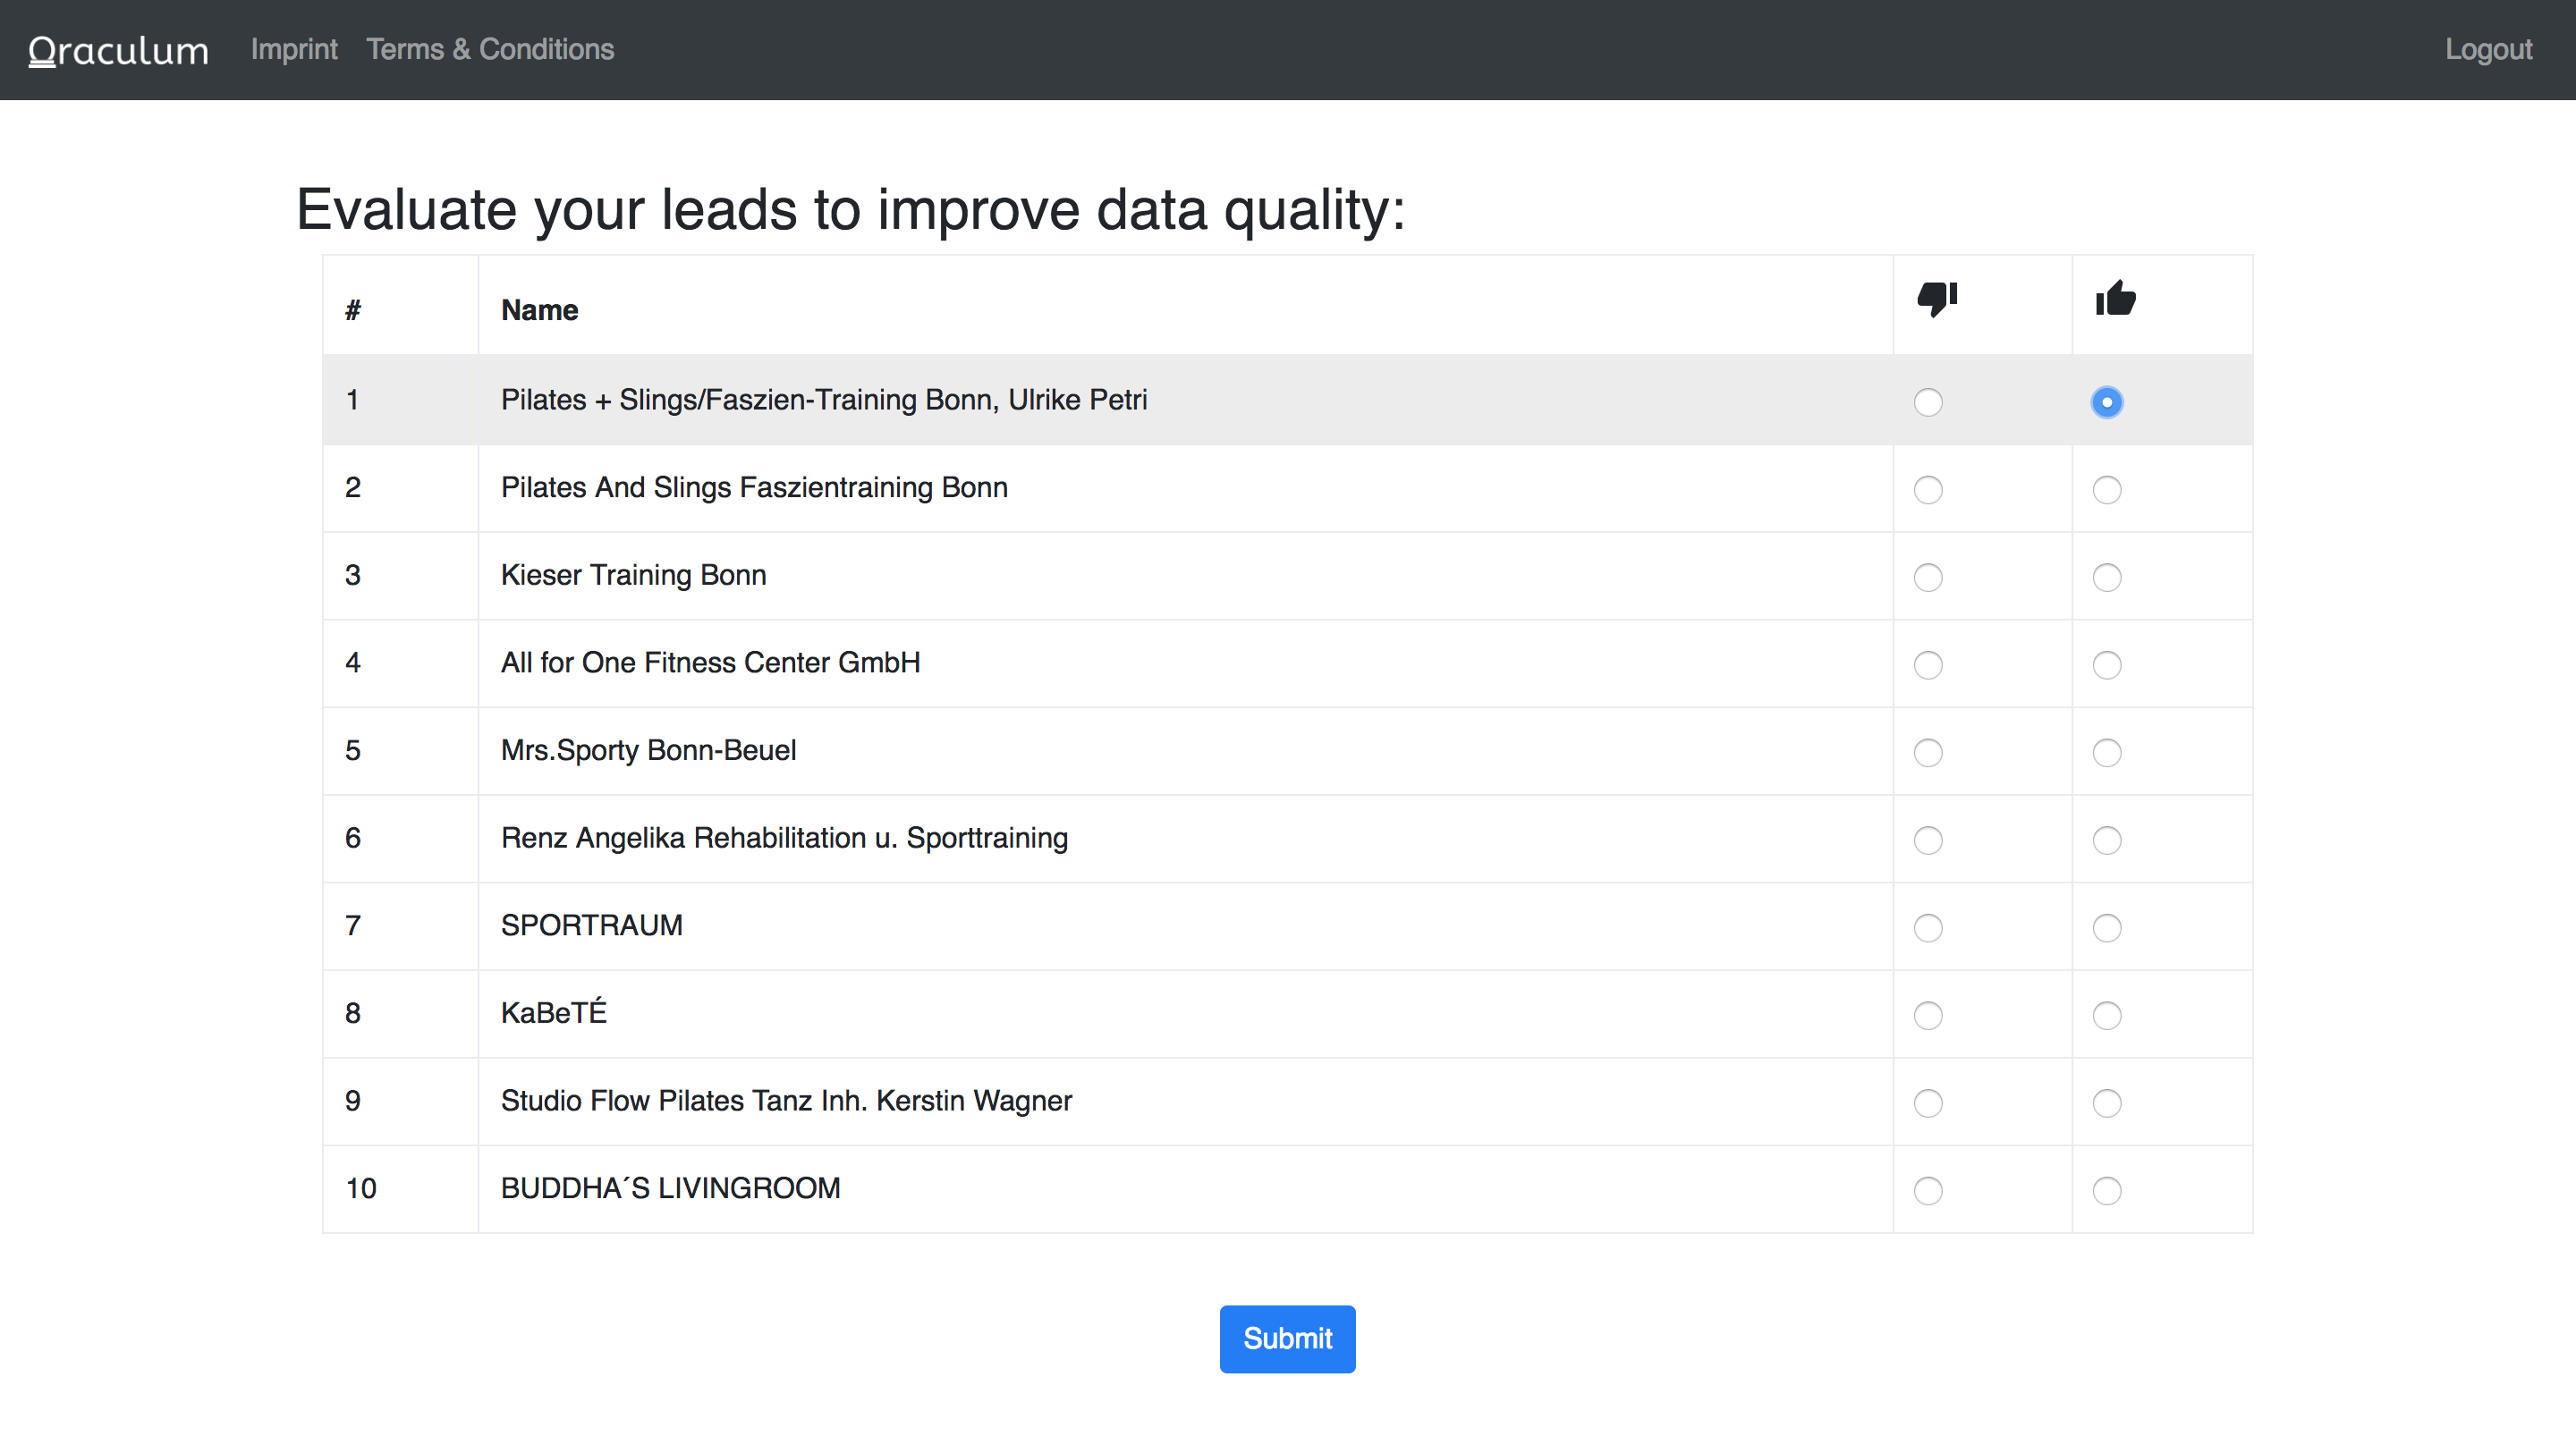 Oraculum Imprint Terms & Conditions Logout
Evaluate your leads to improve data quality:
# Name
1 Pilates + Slings/Faszien-Training Bonn, Ulrike Petri
2 Pilates And Slings Faszientraining Bonn
3 Kieser Training Bonn
4 All for One Fitness Center GmbH
5 Mrs.Sporty Bonn-Beuel
6 Renz Angelika Rehabilitation u. Sporttraining
7 SPORTRAUM
8 KaBeTÉ
9 Studio Flow Pilates Tanz Inh. Kerstin Wagner
10 BUDDHA´S LIVINGROOM
Submit